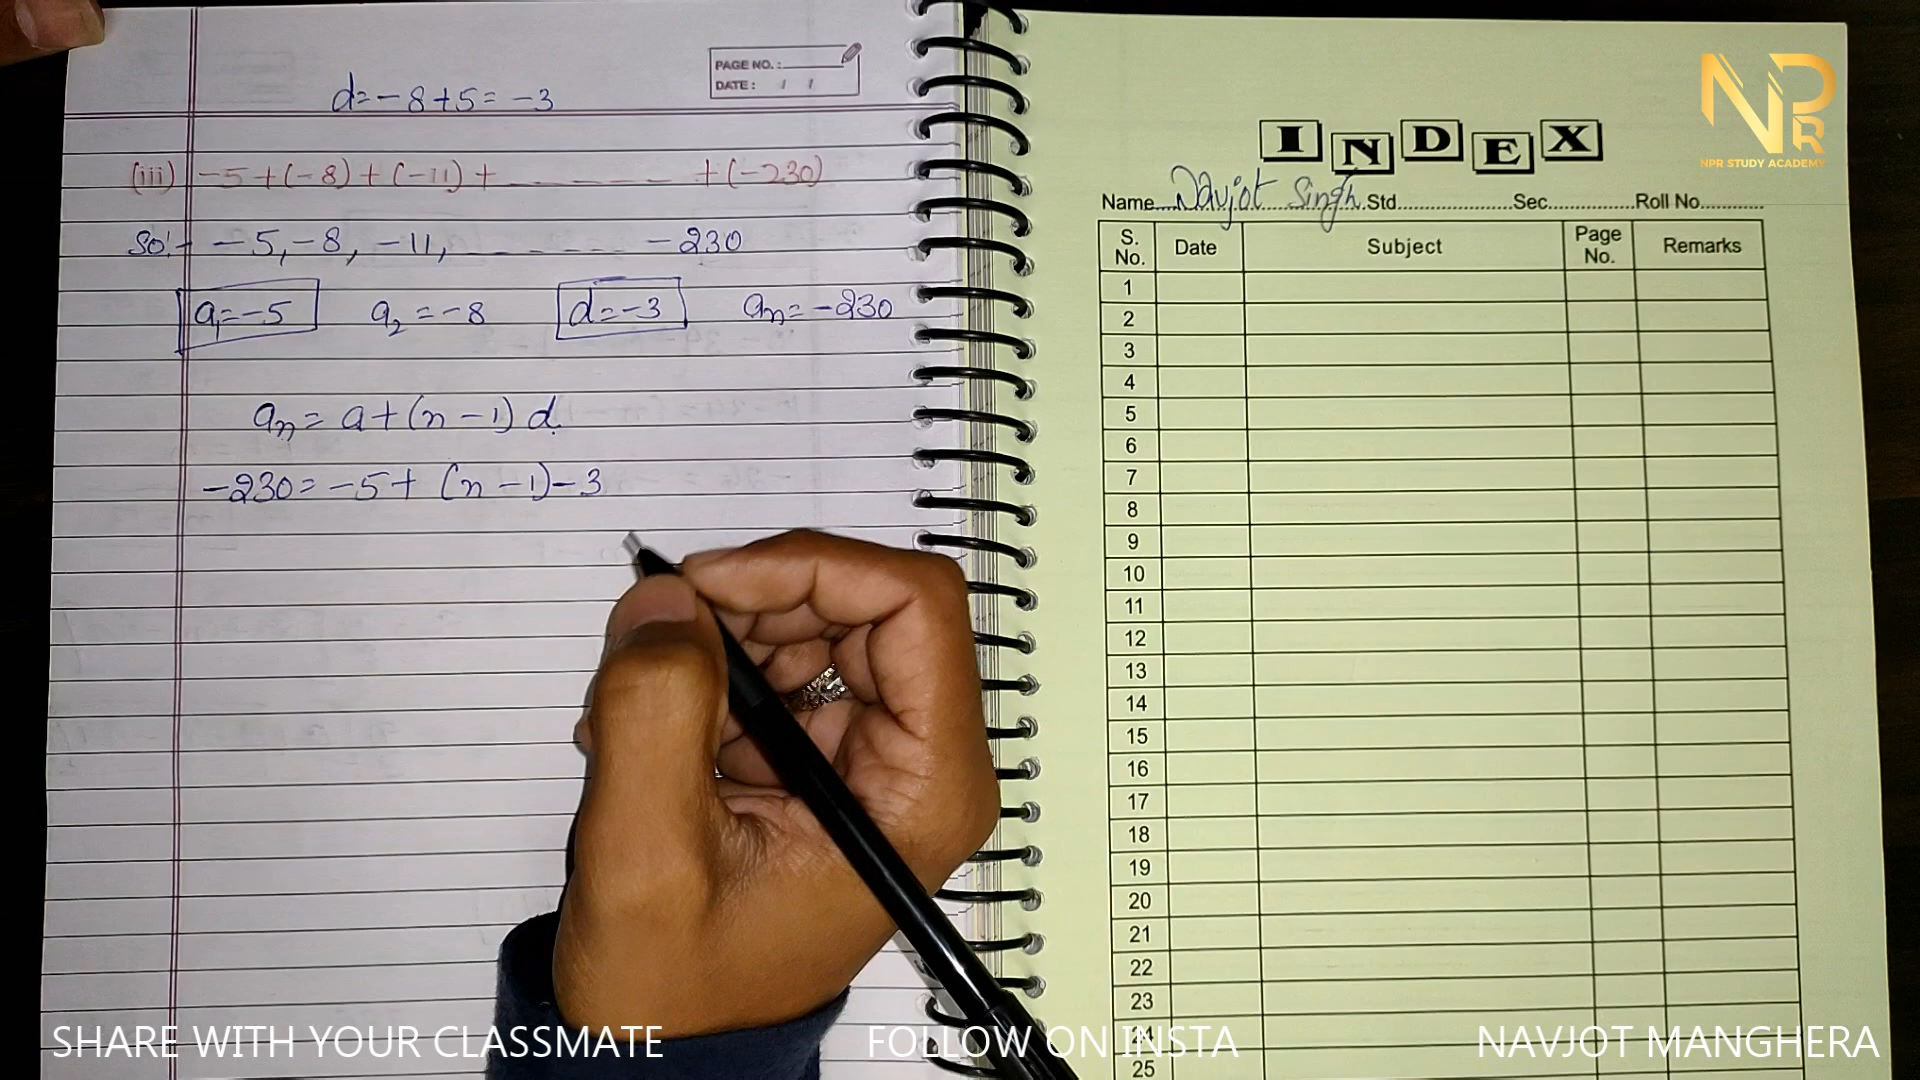 PAGE NO. :
DATE : / /
d = - 8 + 5 = -3
(iii) -5 + (-8) + (-11) + ---------- + (-230)
So!- -5, -8, -11, ---------- -230
a₁ = -5 a₂ = -8 d = -3 aₙ = -230
aₙ = a + (n - 1) d.
-230 = -5 + (n - 1) - 3
NPR
NPR STUDY ACADEMY
INDEX
Name Navjot Singh Std. Sec. Roll No.
S. No. Date Subject Page No. Remarks
1
2
3
4
5
6
7
8
9
10
11
12
13
14
15
16
17
18
19
20
21
22
23
24
25
SHARE WITH YOUR CLASSMATE FOLLOW ON INSTA NAVJOT MANGHERA